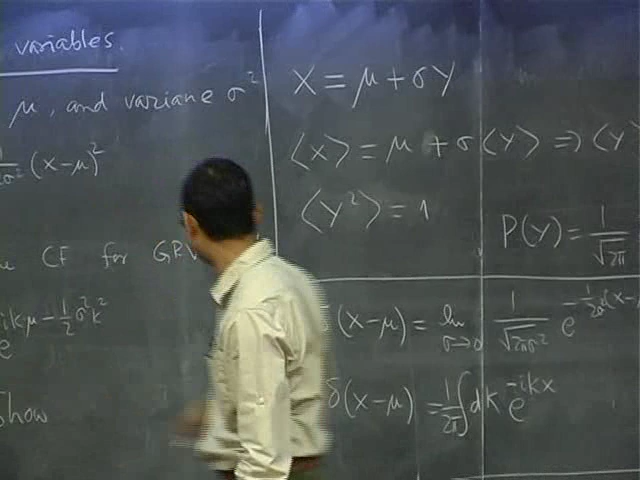 variables.
μ, and variane σ²
(x-μ)²
CF for GRV
e^{ikμ - ½σ²k²}
Show
X = μ + σY
⟨x⟩ = μ + σ⟨y⟩ ⇒ ⟨y⟩
⟨y²⟩ = 1
P(y) = 1/√2π
δ(x-μ) = lim σ→0 1/√2πσ² e
δ(x-μ) = 1/2π ∫dk e^{-ikx}